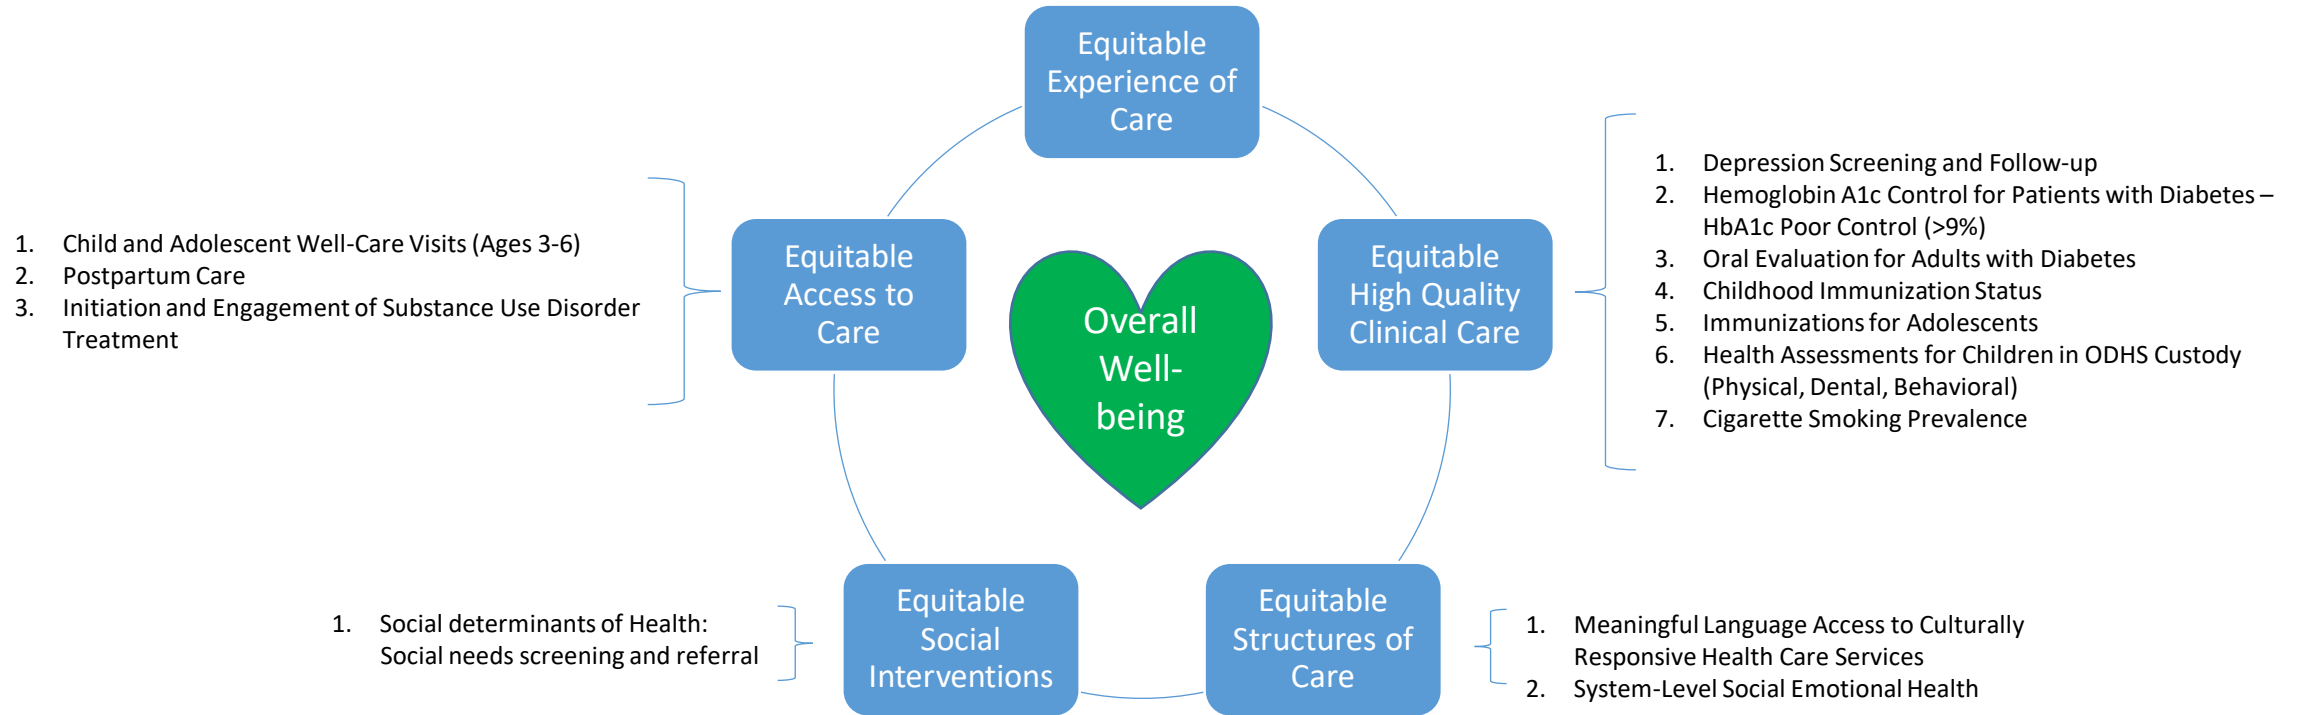 Equitable
Experience of
Care
1. Child and Adolescent Well-Care Visits (Ages 3-6)
2. Postpartum Care
3. Initiation and Engagement of Substance Use Disorder
Treatment
Equitable
Access to
Care
Overall
Well-
being
Equitable
High Quality
Clinical Care
1. Depression Screening and Follow-up
2. Hemoglobin A1c Control for Patients with Diabetes –
HbA1c Poor Control (>9%)
3. Oral Evaluation for Adults with Diabetes
4. Childhood Immunization Status
5. Immunizations for Adolescents
6. Health Assessments for Children in ODHS Custody
(Physical, Dental, Behavioral)
7. Cigarette Smoking Prevalence
1. Social determinants of Health:
Social needs screening and referral
Equitable
Social
Interventions
Equitable
Structures of
Care
1. Meaningful Language Access to Culturally
Responsive Health Care Services
2. System-Level Social Emotional Health